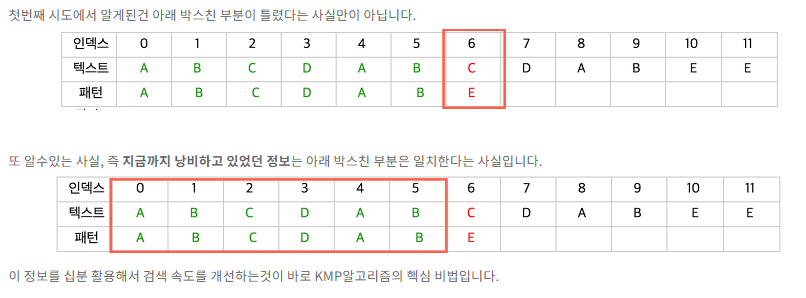 첫번째 시도에서 알게된건 아래 박스친 부분이 틀렸다는 사실만이 아닙니다.
인덱스 0 1 2 3 4 5 6 7 8 9 10 11
텍스트 A B C D A B C D A B E E
패턴 A B C D A B E
또 알수있는 사실, 즉 지금까지 낭비하고 있었던 정보는 아래 박스친 부분은 일치한다는 사실입니다.
인덱스 0 1 2 3 4 5 6 7 8 9 10 11
텍스트 A B C D A B C D A B E E
패턴 A B C D A B E
이 정보를 십분 활용해서 검색 속도를 개선하는것이 바로 KMP알고리즘의 핵심 비법입니다.